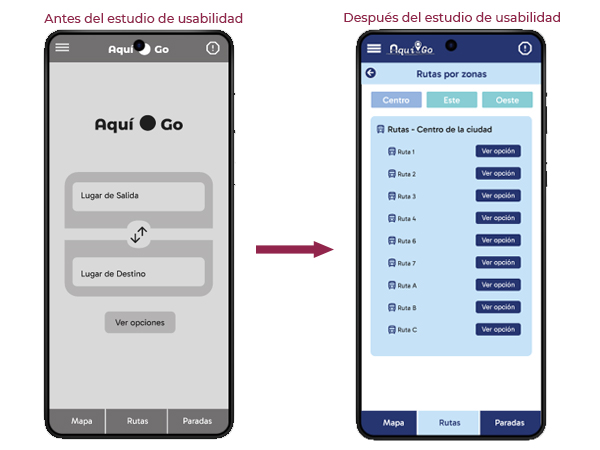 Antes del estudio de usabilidad
Aquí Go
Aquí Go
Lugar de Salida
Lugar de Destino
Ver opciones
Mapa Rutas Paradas
Después del estudio de usabilidad
Aquí Go
Rutas por zonas
Centro Este Oeste
Rutas - Centro de la ciudad
Ruta 1 Ver opción
Ruta 2 Ver opción
Ruta 3 Ver opción
Ruta 4 Ver opción
Ruta 6 Ver opción
Ruta 7 Ver opción
Ruta A Ver opción
Ruta B Ver opción
Ruta C Ver opción
Mapa Rutas Paradas